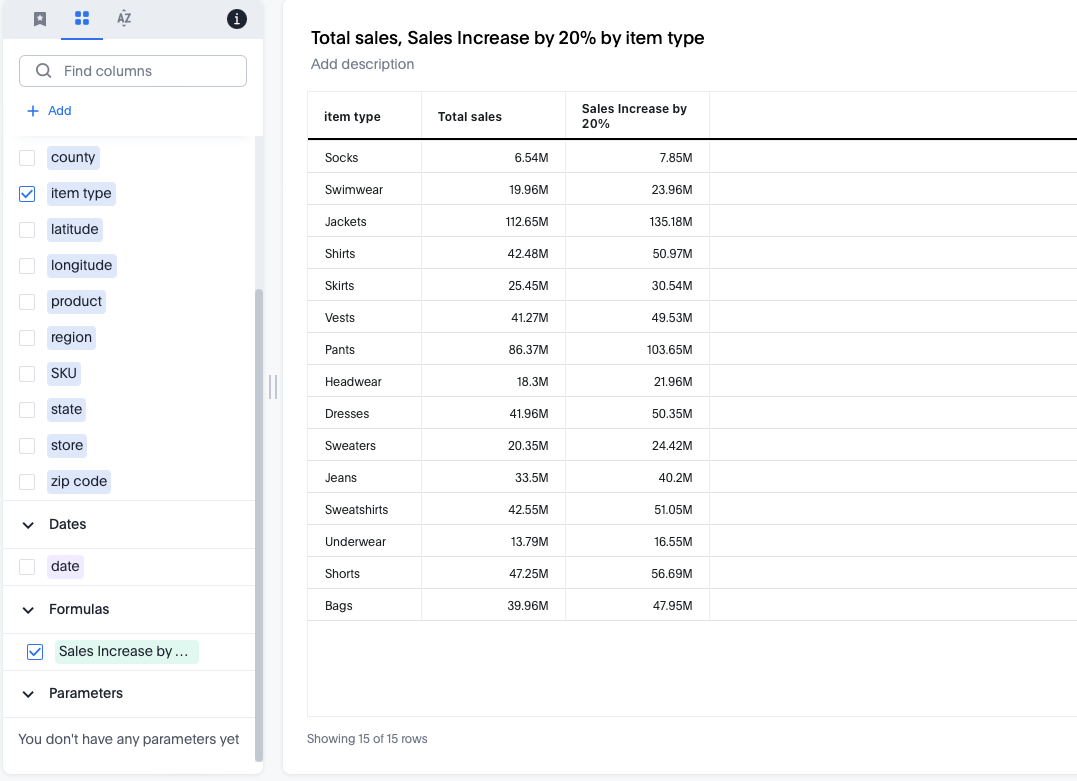 AZ
i
Find columns
+ Add
county
item type
latitude
longitude
product
region
SKU
state
store
zip code
Dates
date
Formulas
Sales Increase by ...
Parameters
You don't have any parameters yet
Total sales, Sales Increase by 20% by item type
Add description
item type Total sales Sales Increase by
20%
Socks 6.54M 7.85M
Swimwear 19.96M 23.96M
Jackets 112.65M 135.18M
Shirts 42.48M 50.97M
Skirts 25.45M 30.54M
Vests 41.27M 49.53M
Pants 86.37M 103.65M
Headwear 18.3M 21.96M
Dresses 41.96M 50.35M
Sweaters 20.35M 24.42M
Jeans 33.5M 40.2M
Sweatshirts 42.55M 51.05M
Underwear 13.79M 16.55M
Shorts 47.25M 56.69M
Bags 39.96M 47.95M
Showing 15 of 15 rows